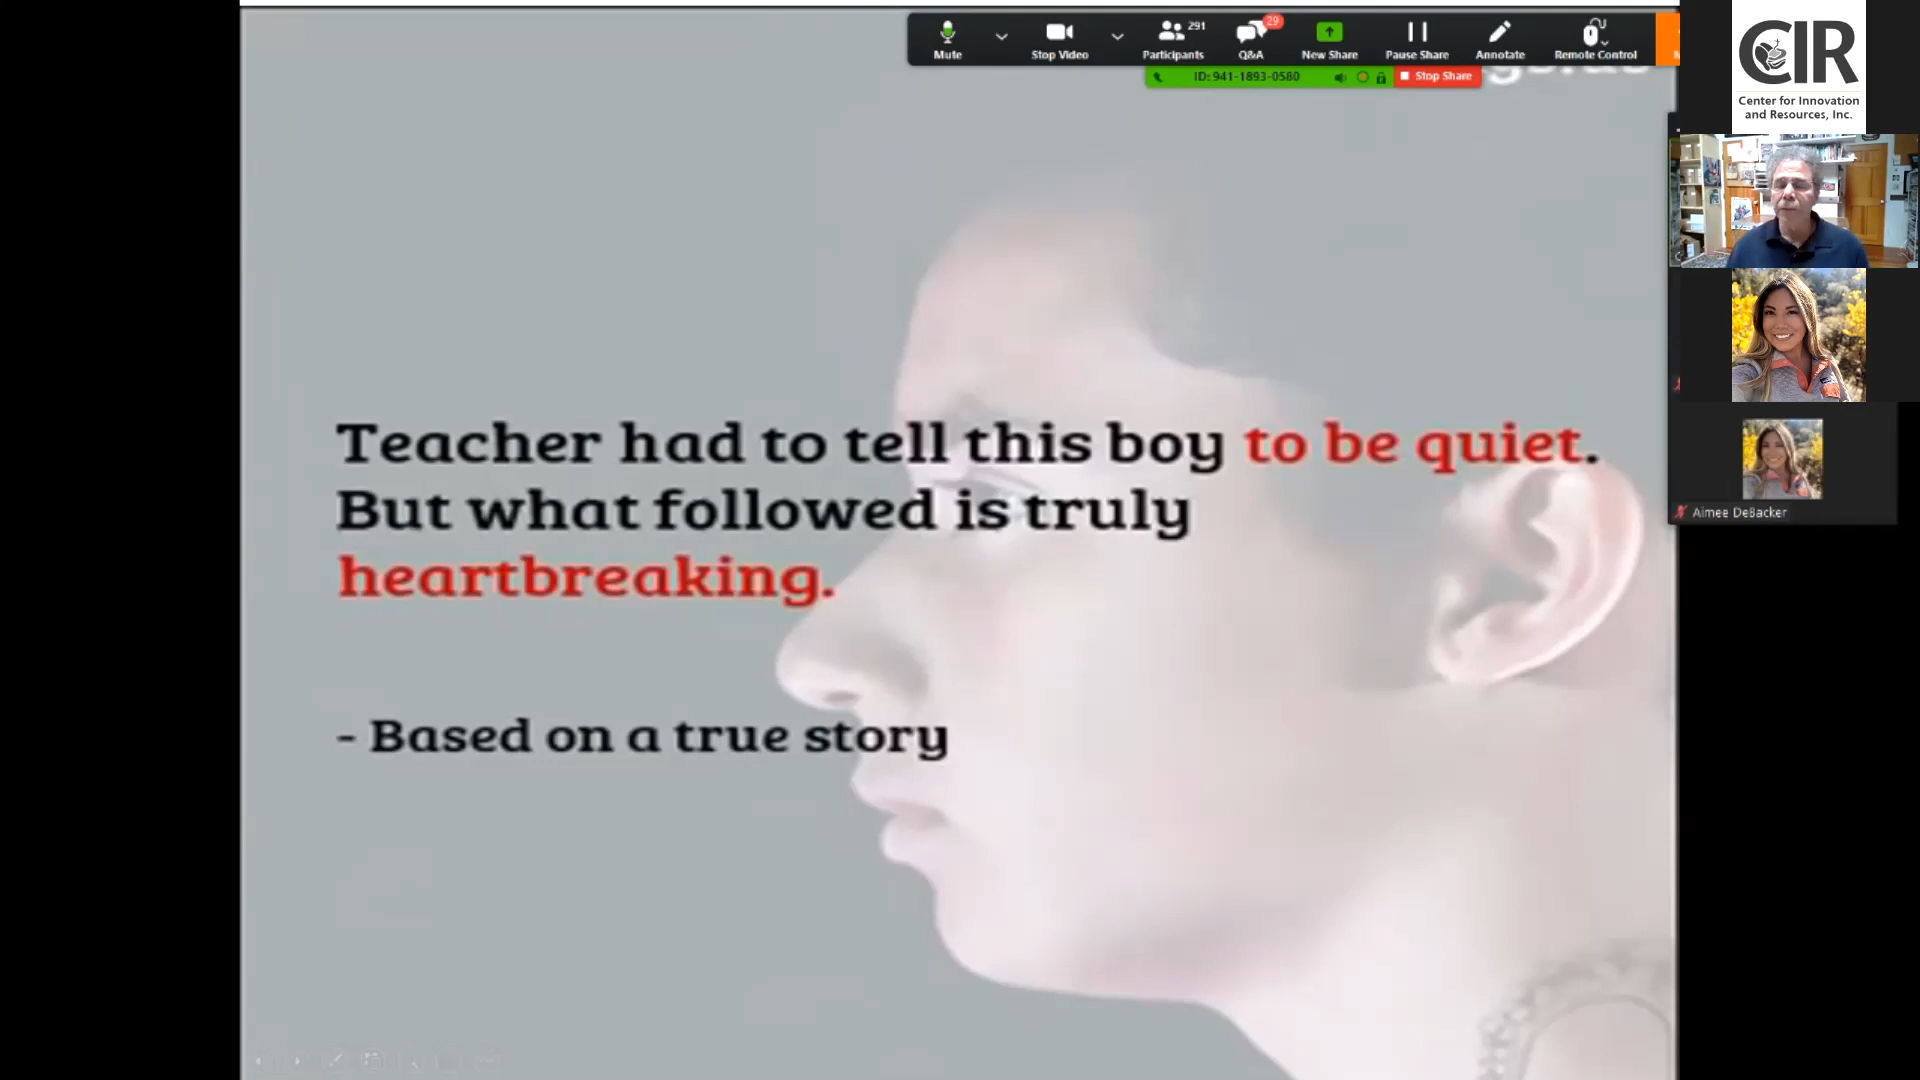 Mute
Stop Video
Participants
291
Q&A
29
New Share
Pause Share
Annotate
Remote Control
ID: 941-1893-0580
Stop Share
CIR
Center for Innovation
and Resources, Inc.
Teacher had to tell this boy to be quiet.
But what followed is truly
heartbreaking.
- Based on a true story
Aimee DeBacker